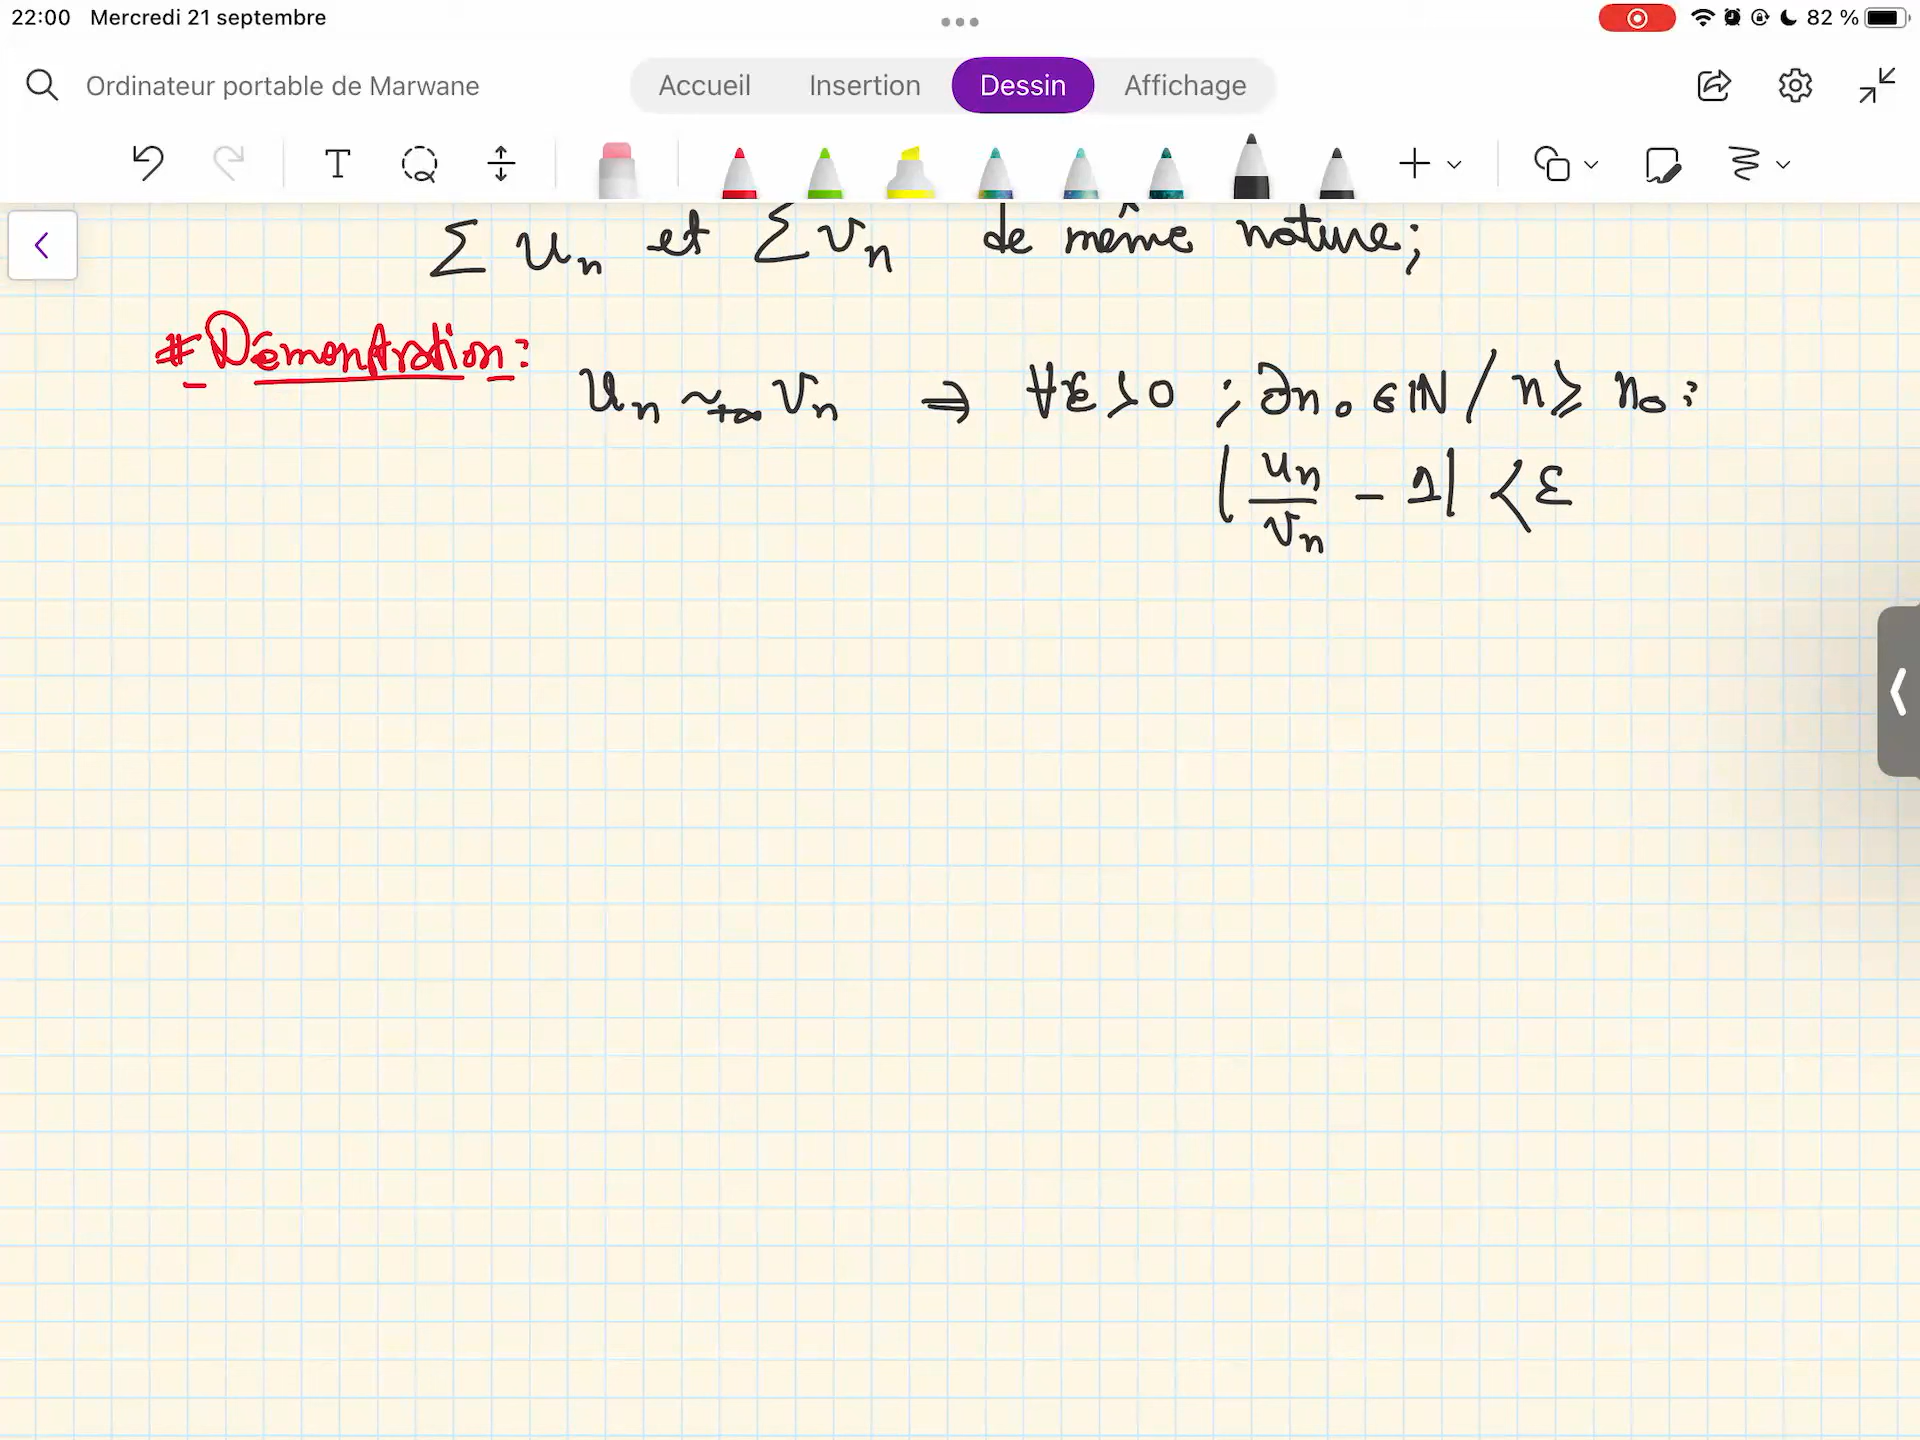 22:00 Mercredi 21 septembre 82 %
Ordinateur portable de Marwane Accueil Insertion Dessin Affichage
T
∑ Un et ∑ Vn de même nature;
# Démonstration:
Un ~+∞ Vn ⇒ ∀ε>0 ; ∃n₀ ∈ ℕ / n ≥ n₀ :
| Un/Vn - 1 | < ε